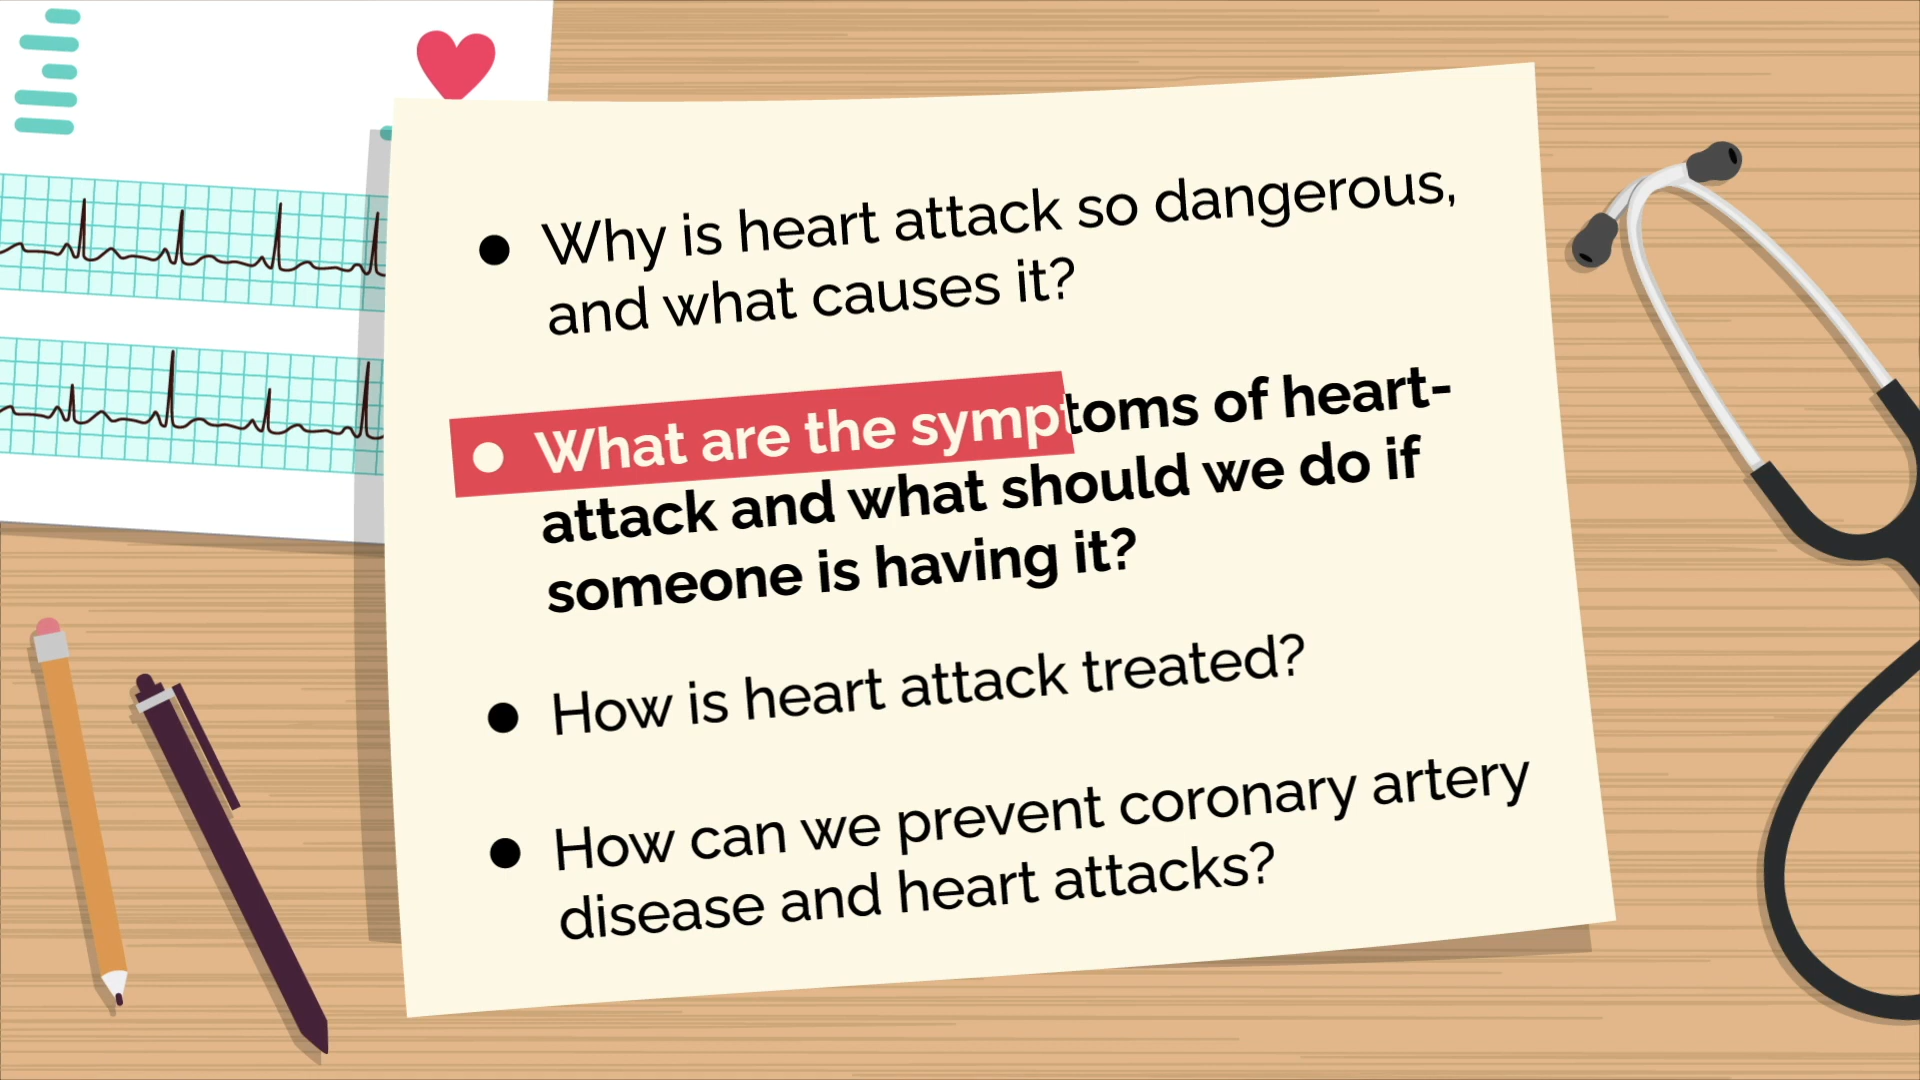 ● Why is heart attack so dangerous,
and what causes it?
● What are the symptoms of heart-
attack and what should we do if
someone is having it?
● How is heart attack treated?
● How can we prevent coronary artery
disease and heart attacks?